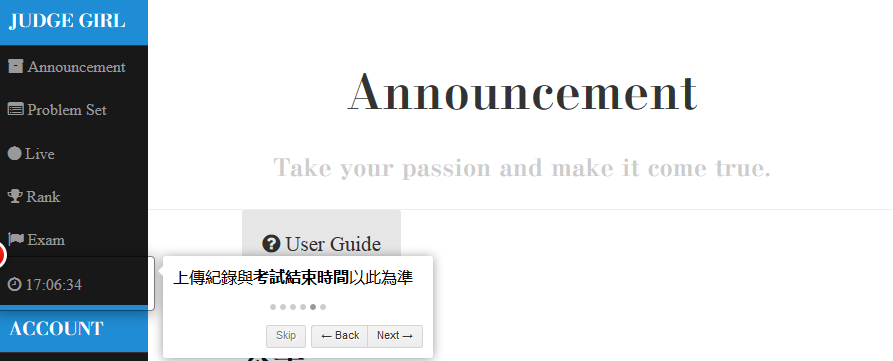 JUDGE GIRL
Announcement
Problem Set
Live
Rank
Exam
17:06:34
ACCOUNT
Announcement
Take your passion and make it come true.
User Guide
上傳紀錄與考試結束時間以此為準
Skip
← Back
Next →